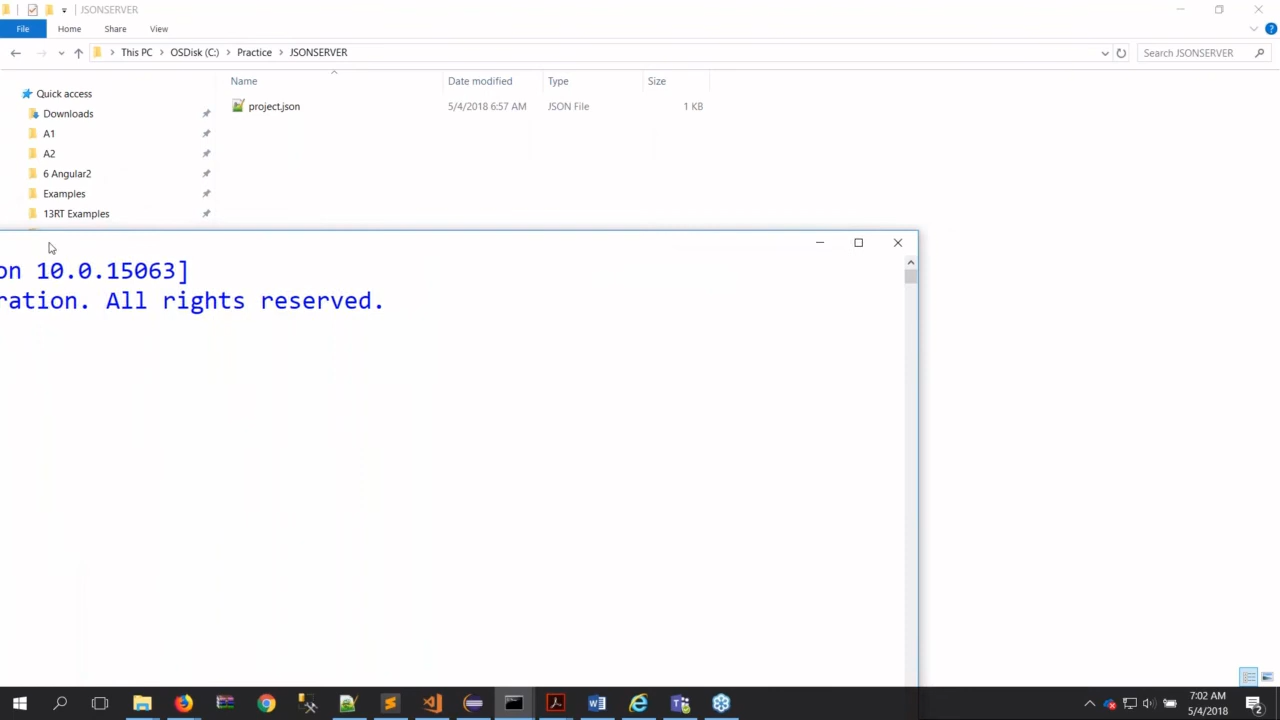 JSONSERVER
File Home Share View
This PC OSDisk (C:) Practice JSONSERVER Search JSONSERVER
Name Date modified Type Size
Quick access
project.json 5/4/2018 6:57 AM JSON File 1 KB
Downloads
A1
A2
6 Angular2
Examples
13RT Examples
on 10.0.15063]
ration. All rights reserved.
7:02 AM
5/4/2018
2